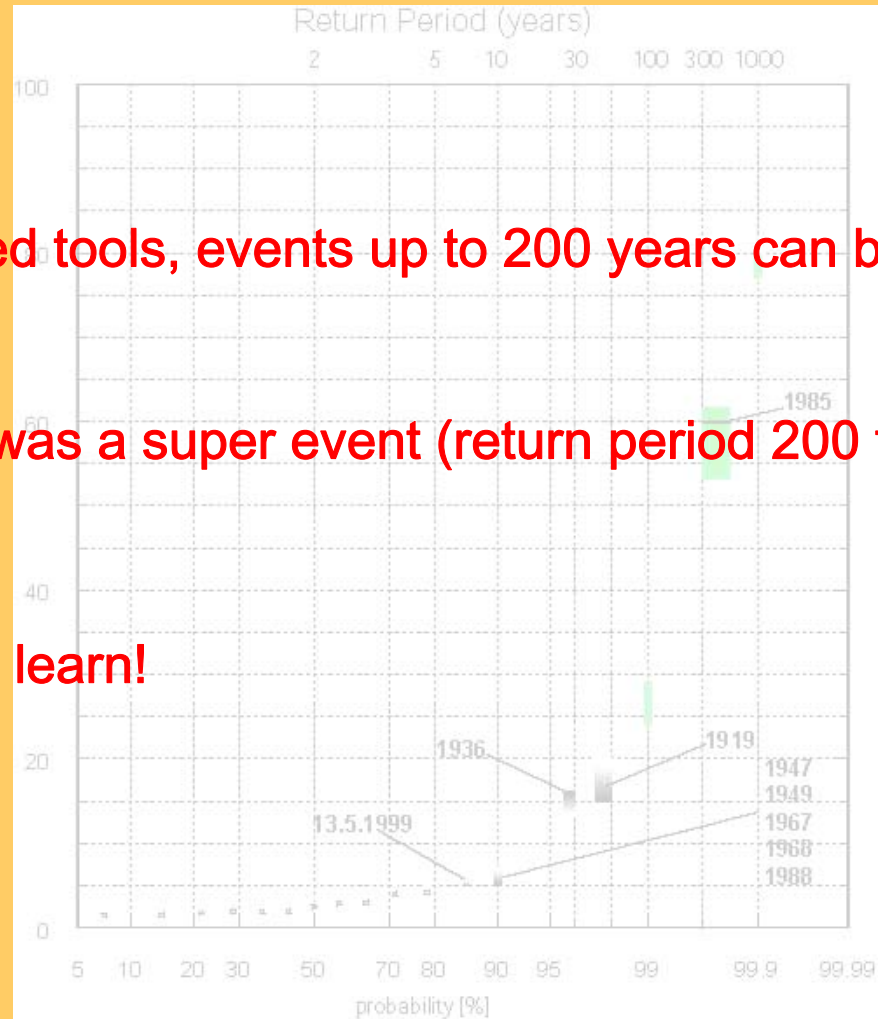 Return Period (years)
2 5 10 30 100 300 1000
100
ed tools, events up to 200 years can b
80
1985
60
was a super event (return period 200
40
learn!
20
1936
1919
1947
1949
13.5.1999
1967
1968
1988
0
5 10 20 30 50 70 80 90 95 99 99.9 99.99
probability [%]